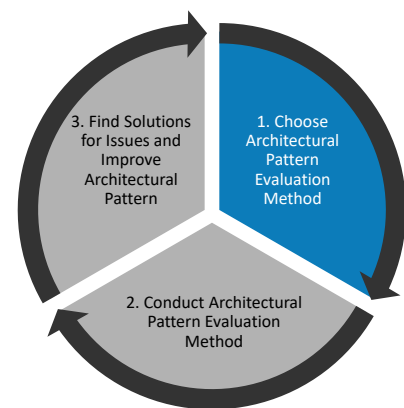 1. Choose
Architectural
Pattern
Evaluation
Method
2. Conduct Architectural
Pattern Evaluation
Method
3. Find Solutions
for Issues and
Improve
Architectural
Pattern